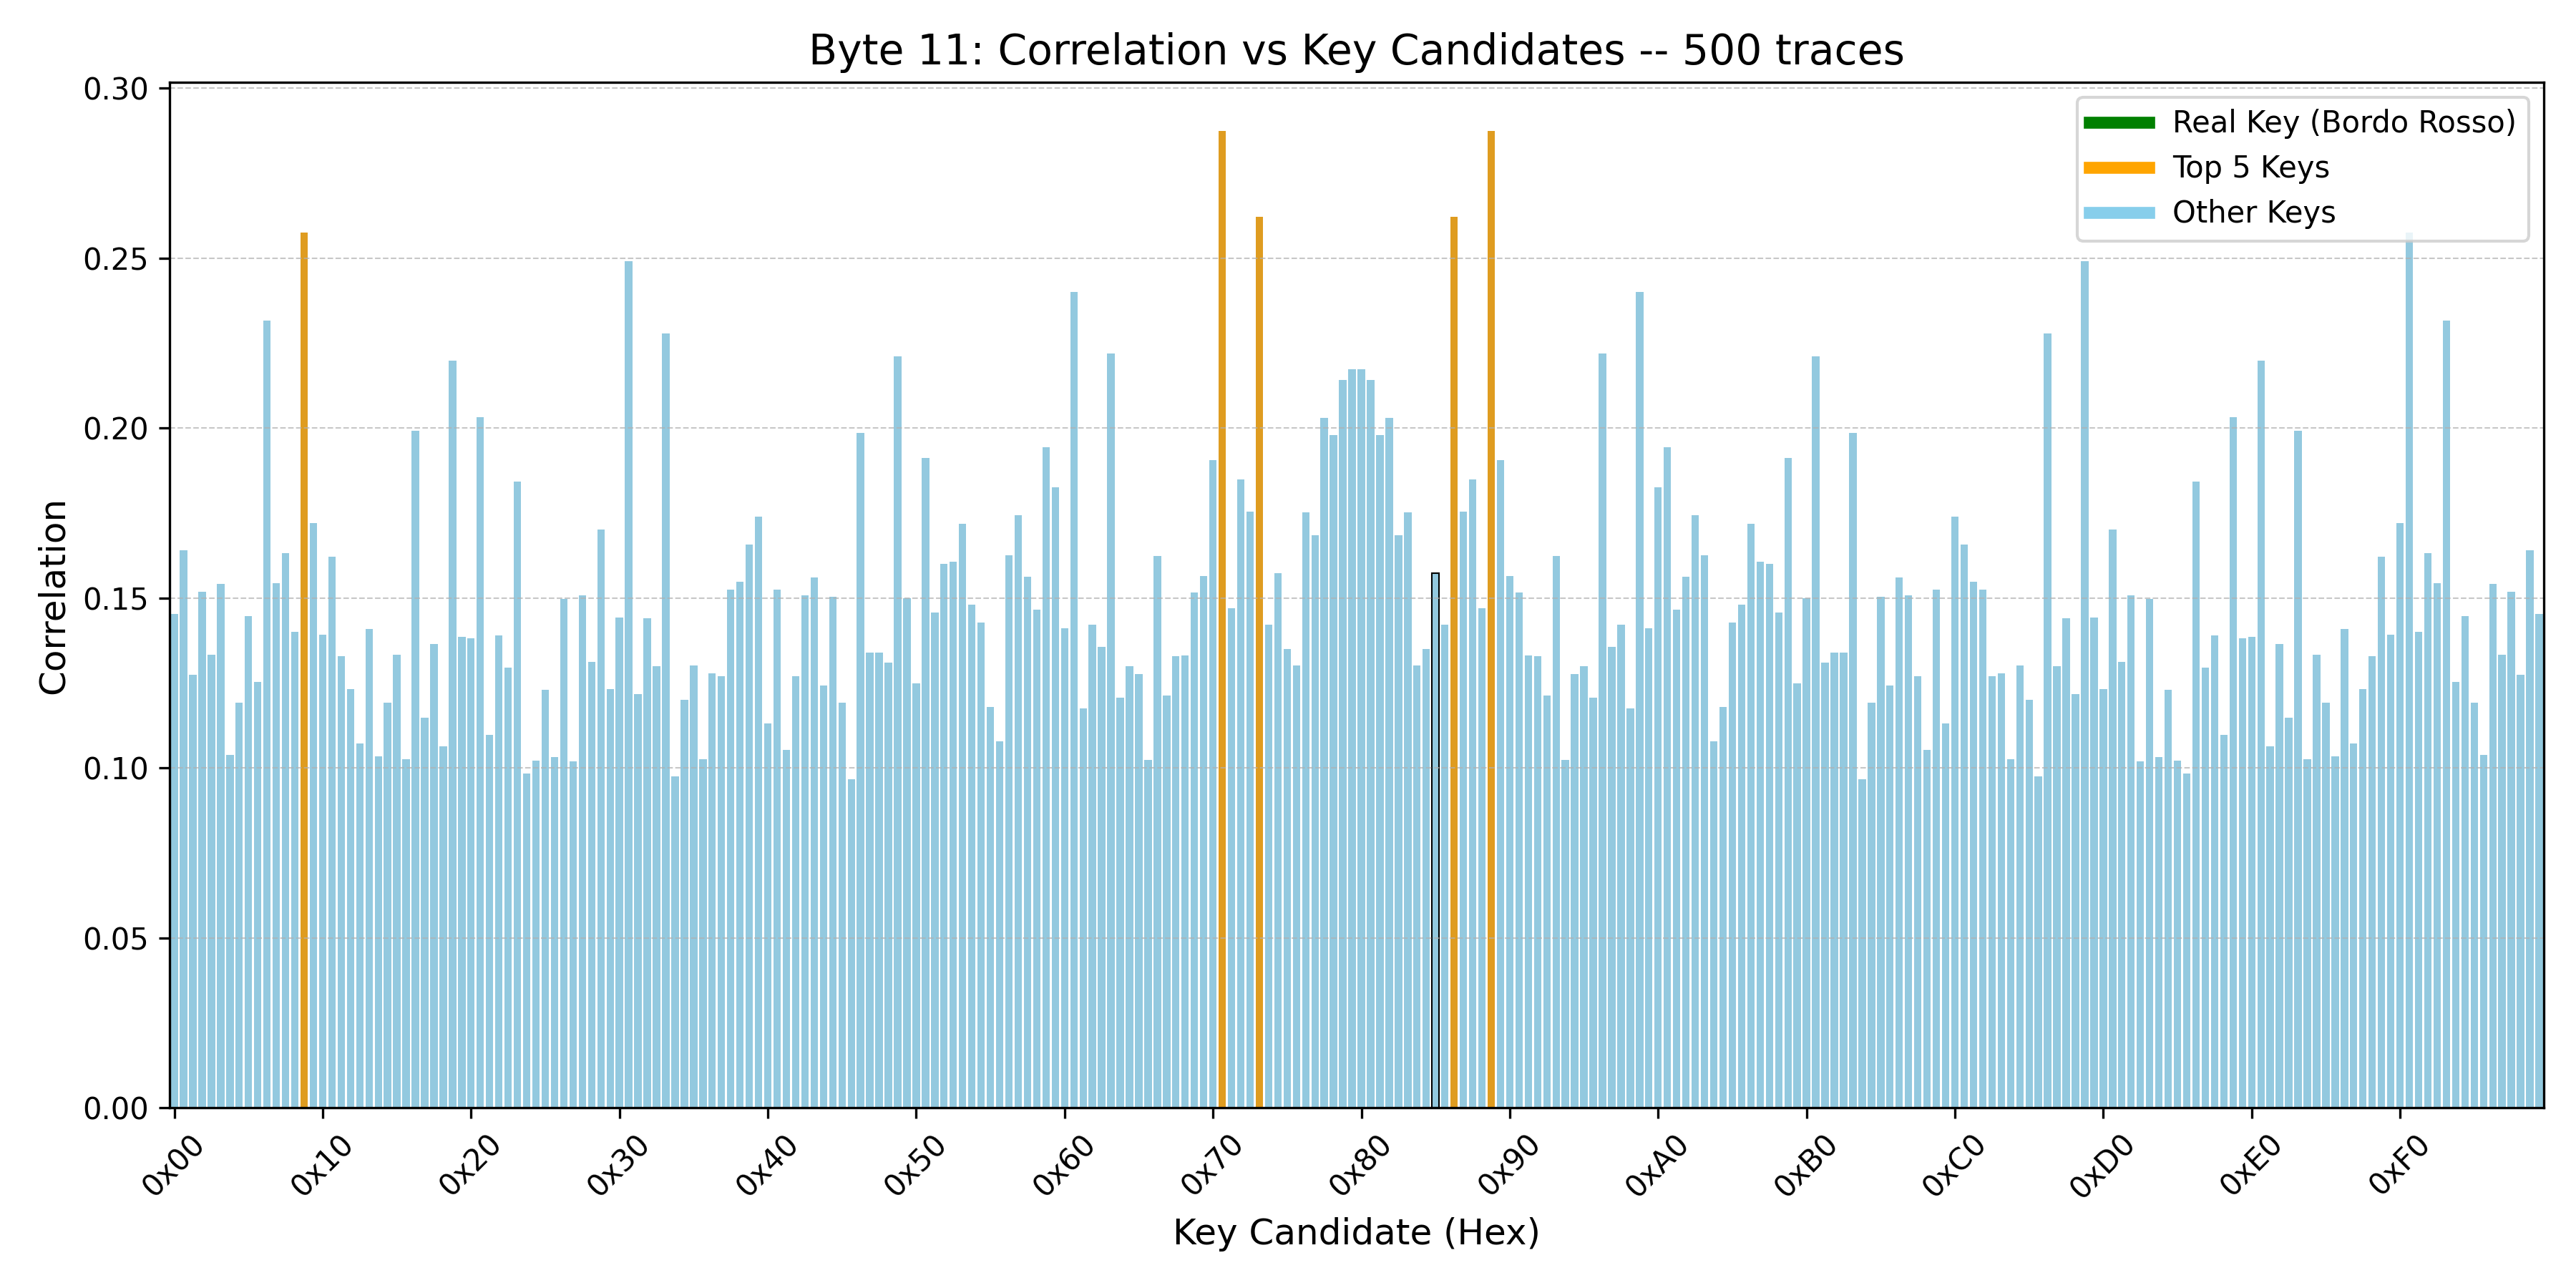 Byte 11: Correlation vs Key Candidates -- 500 traces
Real Key (Bordo Rosso)
Top 5 Keys
Other Keys
Correlation
0.30
0.25
0.20
0.15
0.10
0.05
0.00
0x00 0x10 0x20 0x30 0x40 0x50 0x60 0x70 0x80 0x90 0xA0 0xB0 0xC0 0xD0 0xE0 0xF0
Key Candidate (Hex)